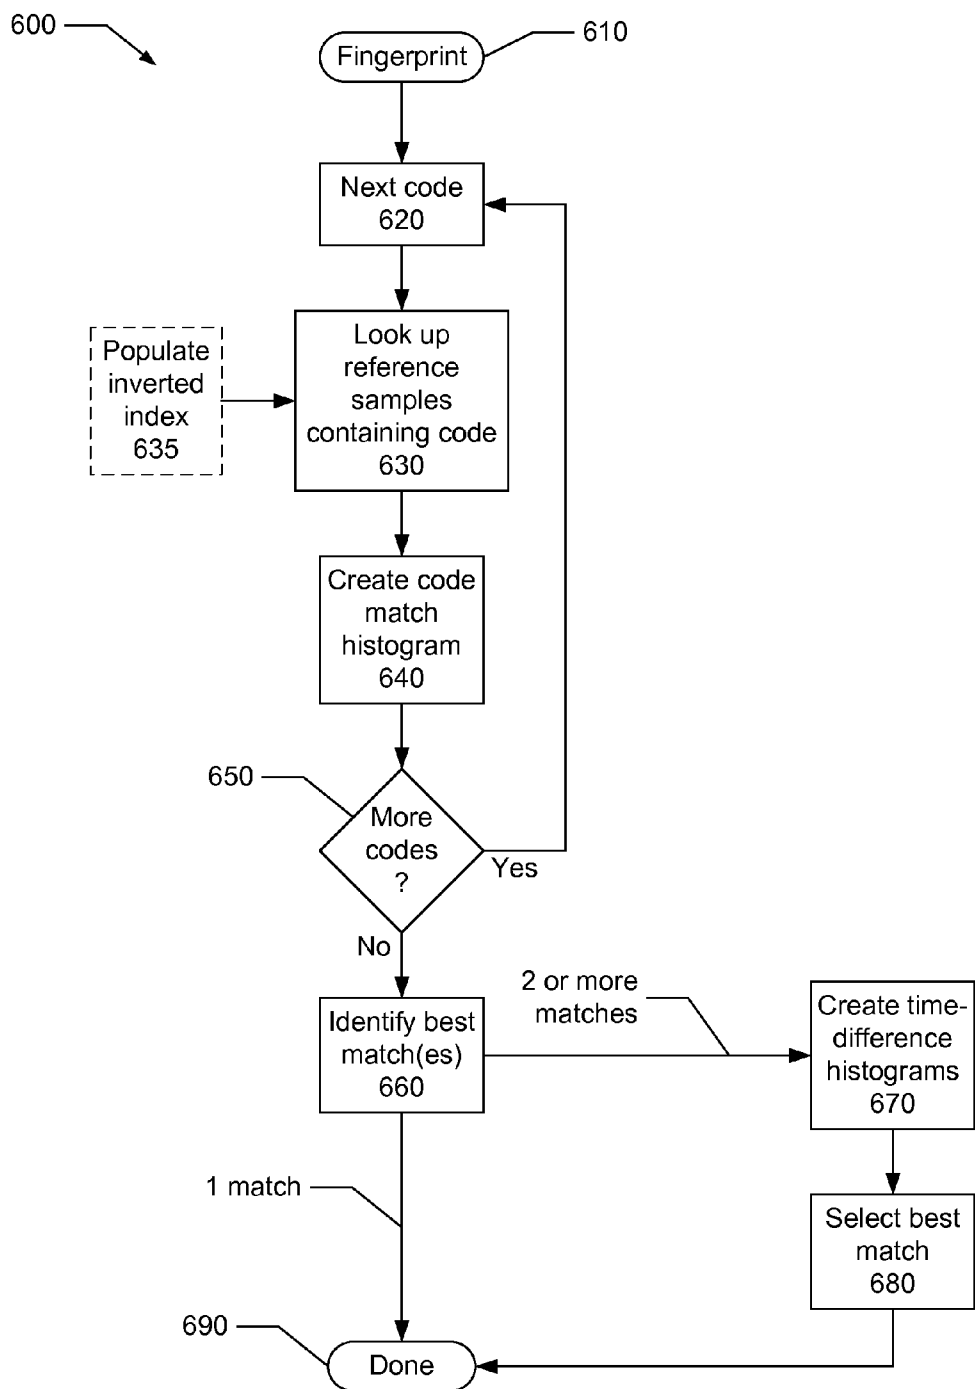 600
Fingerprint
610
Next code
620
Look up
reference
samples
containing code
630
Populate
inverted
index
635
Create code
match
histogram
640
650
More
codes
?
Yes
No
Identify best
match(es)
660
2 or more
matches
Create time-
difference
histograms
670
1 match
Select best
match
680
690
Done